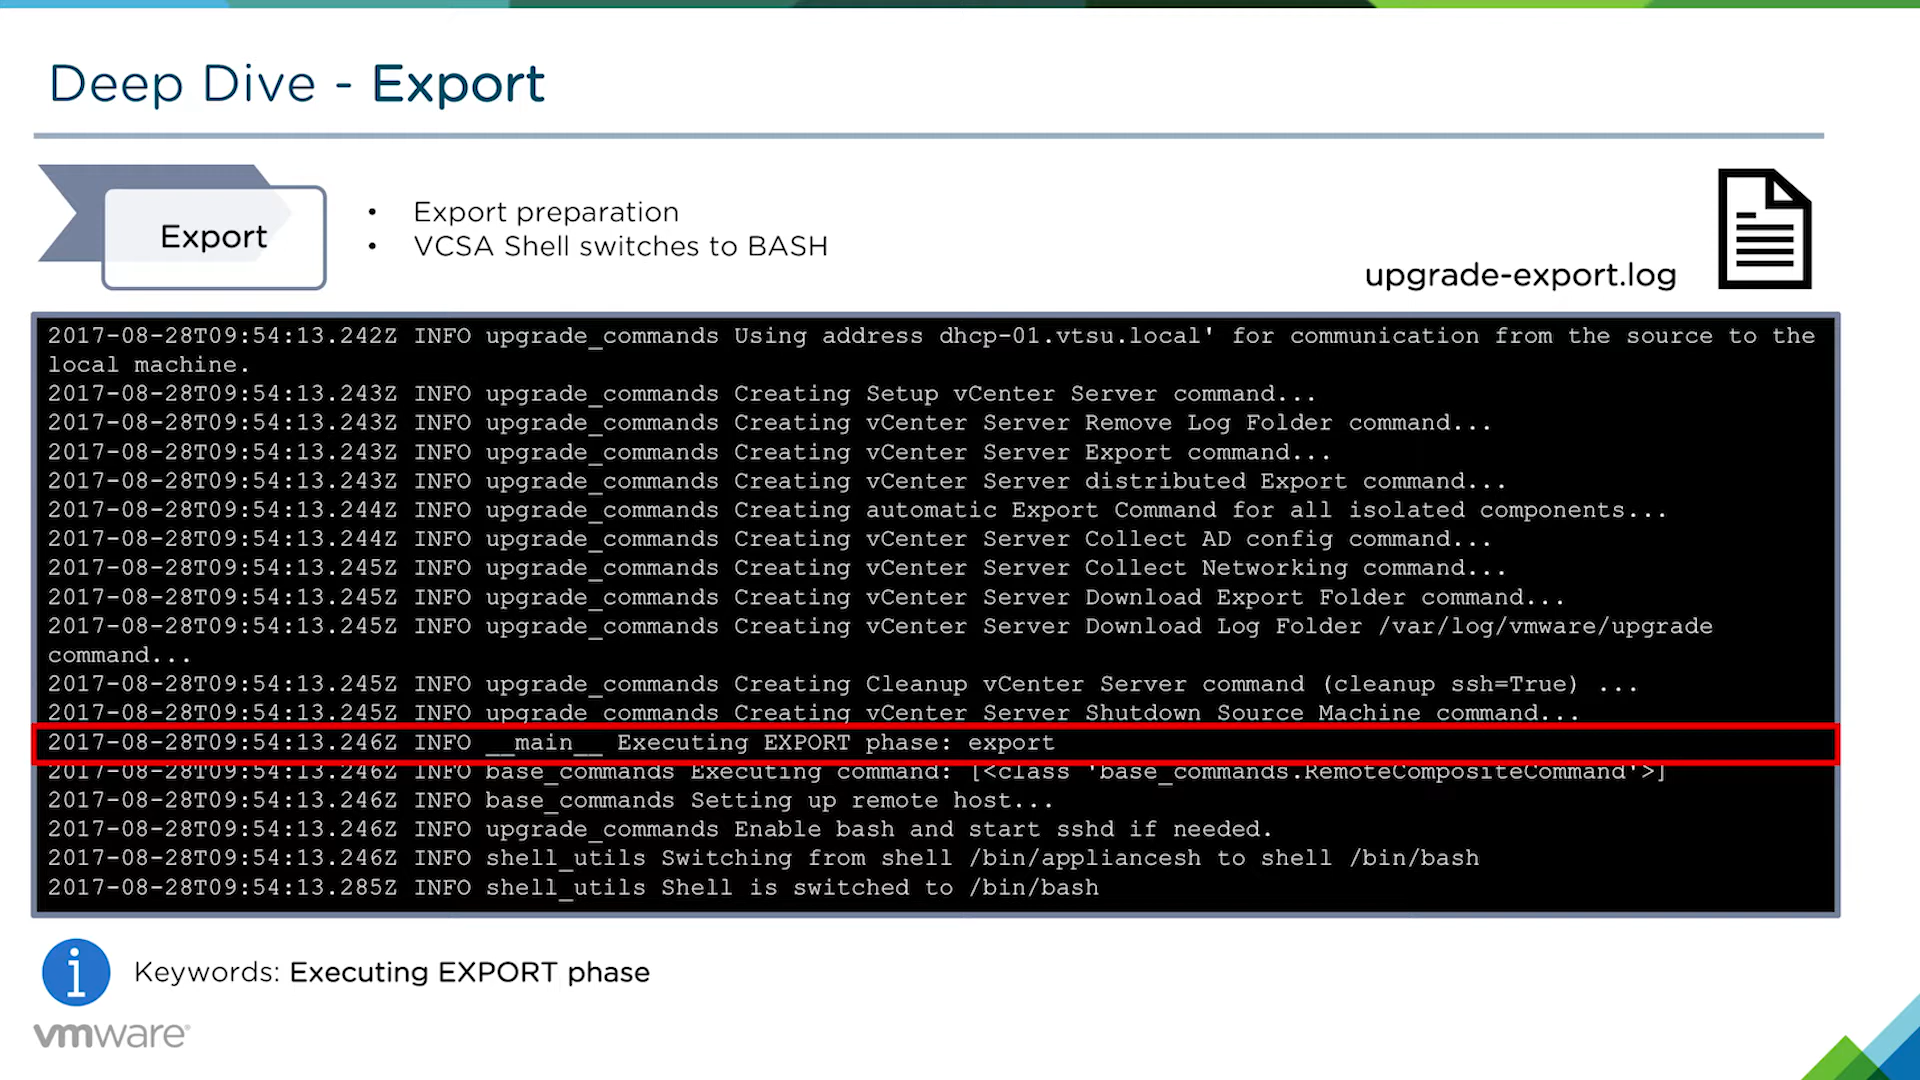 Deep Dive - Export
Export
• Export preparation
• VCSA Shell switches to BASH
upgrade-export.log
2017-08-28T09:54:13.242Z INFO upgrade_commands Using address dhcp-01.vtsu.local' for communication from the source to the
local machine.
2017-08-28T09:54:13.243Z INFO upgrade_commands Creating Setup vCenter Server command...
2017-08-28T09:54:13.243Z INFO upgrade_commands Creating vCenter Server Remove Log Folder command...
2017-08-28T09:54:13.243Z INFO upgrade_commands Creating vCenter Server Export command...
2017-08-28T09:54:13.243Z INFO upgrade_commands Creating vCenter Server distributed Export command...
2017-08-28T09:54:13.244Z INFO upgrade_commands Creating automatic Export Command for all isolated components...
2017-08-28T09:54:13.244Z INFO upgrade_commands Creating vCenter Server Collect AD config command...
2017-08-28T09:54:13.245Z INFO upgrade_commands Creating vCenter Server Collect Networking command...
2017-08-28T09:54:13.245Z INFO upgrade_commands Creating vCenter Server Download Export Folder command...
2017-08-28T09:54:13.245Z INFO upgrade_commands Creating vCenter Server Download Log Folder /var/log/vmware/upgrade
command...
2017-08-28T09:54:13.245Z INFO upgrade_commands Creating Cleanup vCenter Server command (cleanup ssh=True) ...
2017-08-28T09:54:13.245Z INFO upgrade_commands Creating vCenter Server Shutdown Source Machine command...
2017-08-28T09:54:13.246Z INFO __main__ Executing EXPORT phase: export
2017-08-28T09:54:13.246Z INFO base_commands Executing command: [<class 'base_commands.RemoteCompositeCommand'>]
2017-08-28T09:54:13.246Z INFO base_commands Setting up remote host...
2017-08-28T09:54:13.246Z INFO upgrade_commands Enable bash and start sshd if needed.
2017-08-28T09:54:13.246Z INFO shell_utils Switching from shell /bin/appliancesh to shell /bin/bash
2017-08-28T09:54:13.285Z INFO shell_utils Shell is switched to /bin/bash
i
Keywords: Executing EXPORT phase
vmware®